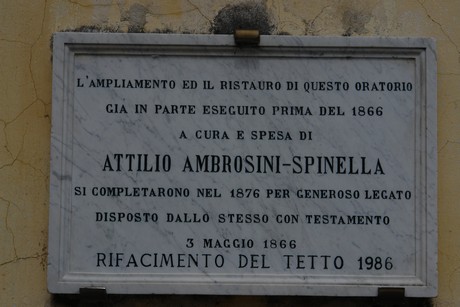 L'AMPLIAMENTO ED IL RISTAURO DI QUESTO ORATORIO
GIA IN PARTE ESEGUITO PRIMA DEL 1866
A CURA E SPESA DI
ATTILIO AMBROSINI-SPINELLA
SI COMPLETARONO NEL 1876 PER GENEROSO LEGATO
DISPOSTO DALLO STESSO CON TESTAMENTO
3 MAGGIO 1866
RIFACIMENTO DEL TETTO 1986